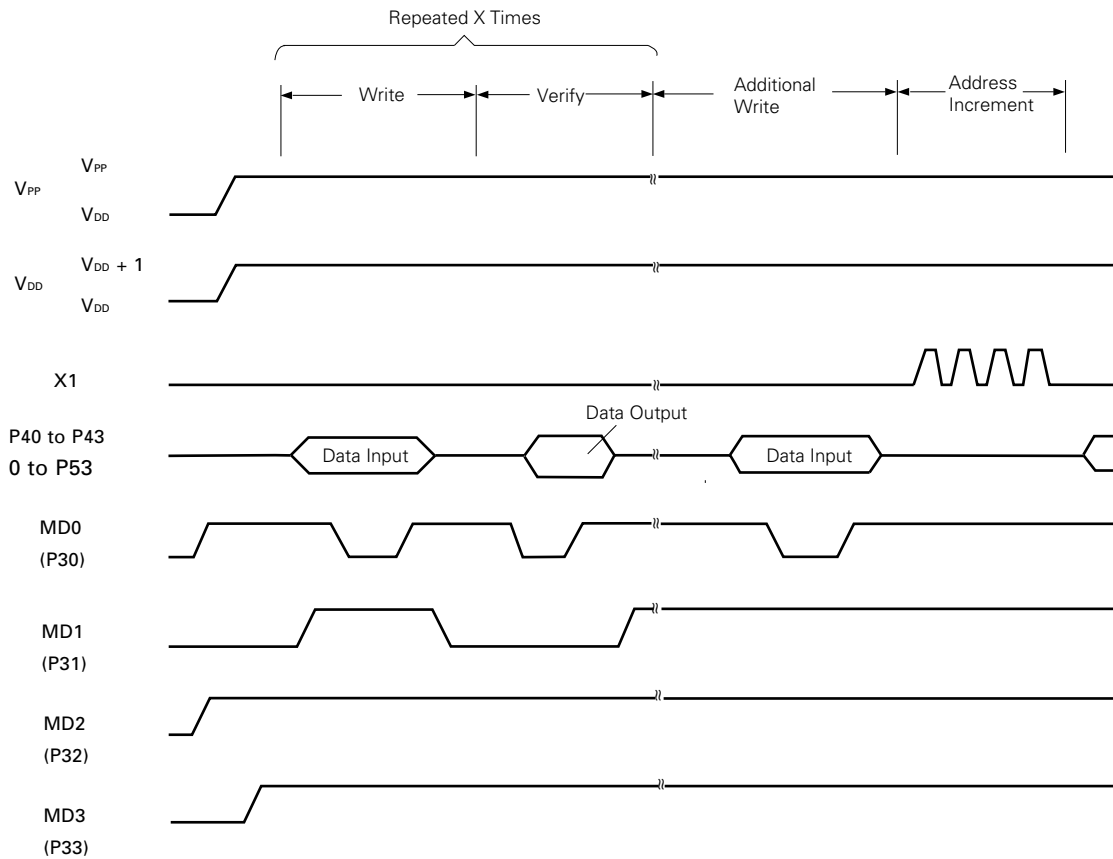 Repeated X Times
Write
Verify
Additional
Write
Address
Increment
VPP
VPP
VDD
VDD + 1
VDD
VDD
X1
Data Output
P40 to P43
0 to P53
Data Input
Data Input
MD0
(P30)
MD1
(P31)
MD2
(P32)
MD3
(P33)